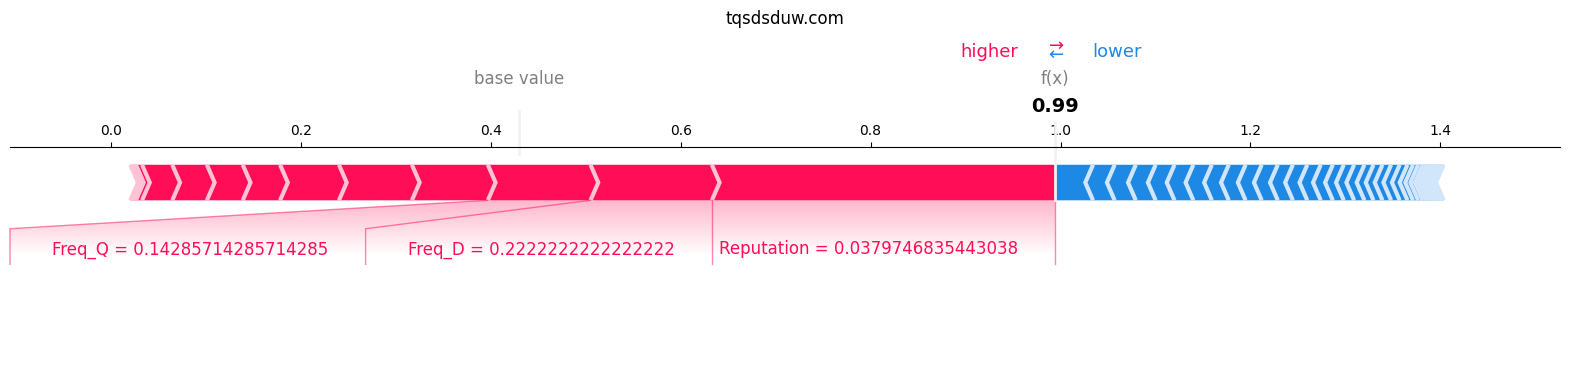 tqsdsduw.com
higher → ← lower
base value f(x)
0.99
0.0 0.2 0.4 0.6 0.8 1.0 1.2 1.4
Freq_Q = 0.14285714285714285 Freq_D = 0.2222222222222222 Reputation = 0.0379746835443038